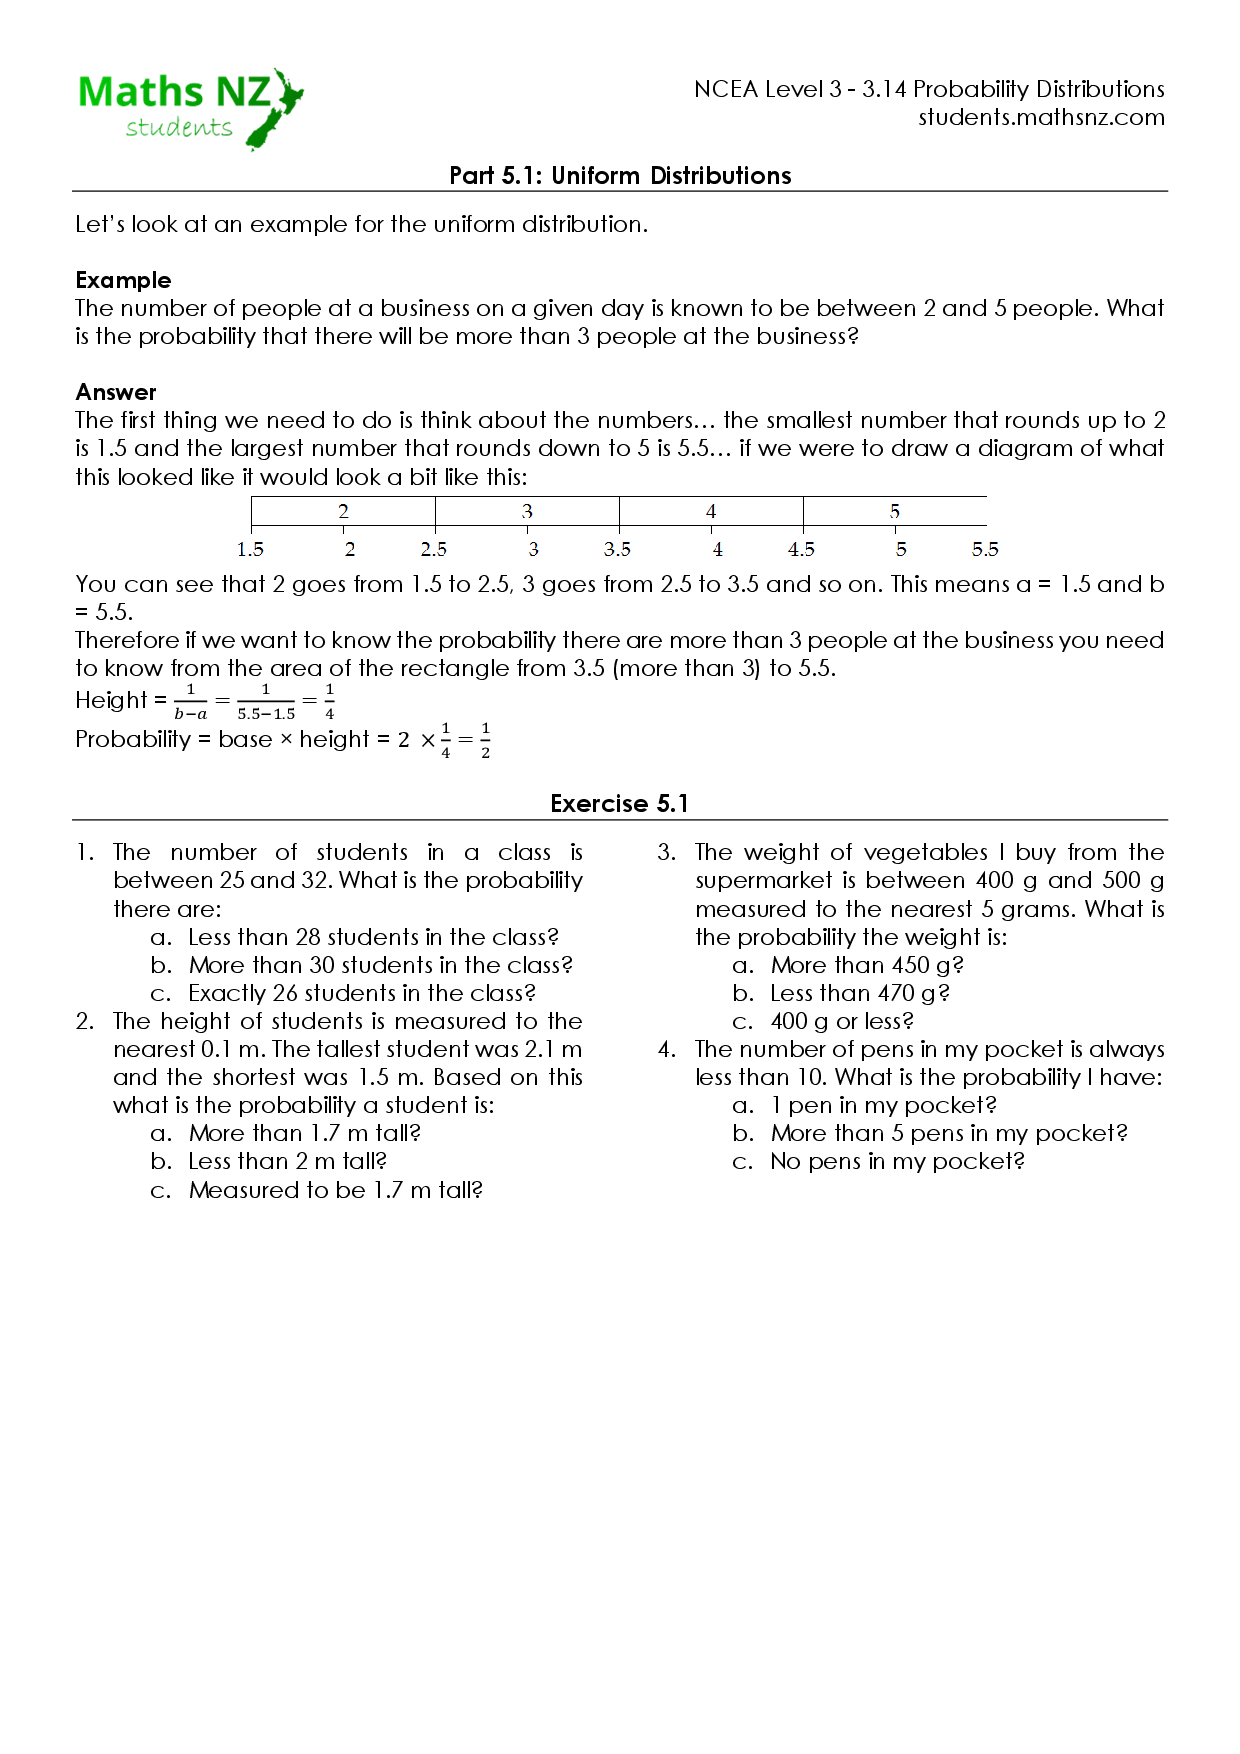 Maths NZ
students
NCEA Level 3 - 3.14 Probability Distributions
students.mathsnz.com
Part 5.1: Uniform Distributions
Let's look at an example for the uniform distribution.
Example
The number of people at a business on a given day is known to be between 2 and 5 people. What
is the probability that there will be more than 3 people at the business?
Answer
The first thing we need to do is think about the numbers… the smallest number that rounds up to 2
is 1.5 and the largest number that rounds down to 5 is 5.5… if we were to draw a diagram of what
this looked like it would look a bit like this:
2 3 4 5
1.5 2 2.5 3 3.5 4 4.5 5 5.5
You can see that 2 goes from 1.5 to 2.5, 3 goes from 2.5 to 3.5 and so on. This means a = 1.5 and b
= 5.5.
Therefore if we want to know the probability there are more than 3 people at the business you need
to know from the area of the rectangle from 3.5 (more than 3) to 5.5.
Height = 1/(b−a) = 1/(5.5−1.5) = 1/4
Probability = base × height = 2 × 1/4 = 1/2
Exercise 5.1
1. The number of students in a class is
between 25 and 32. What is the probability
there are:
a. Less than 28 students in the class?
b. More than 30 students in the class?
c. Exactly 26 students in the class?
2. The height of students is measured to the
nearest 0.1 m. The tallest student was 2.1 m
and the shortest was 1.5 m. Based on this
what is the probability a student is:
a. More than 1.7 m tall?
b. Less than 2 m tall?
c. Measured to be 1.7 m tall?
3. The weight of vegetables I buy from the
supermarket is between 400 g and 500 g
measured to the nearest 5 grams. What is
the probability the weight is:
a. More than 450 g?
b. Less than 470 g?
c. 400 g or less?
4. The number of pens in my pocket is always
less than 10. What is the probability I have:
a. 1 pen in my pocket?
b. More than 5 pens in my pocket?
c. No pens in my pocket?